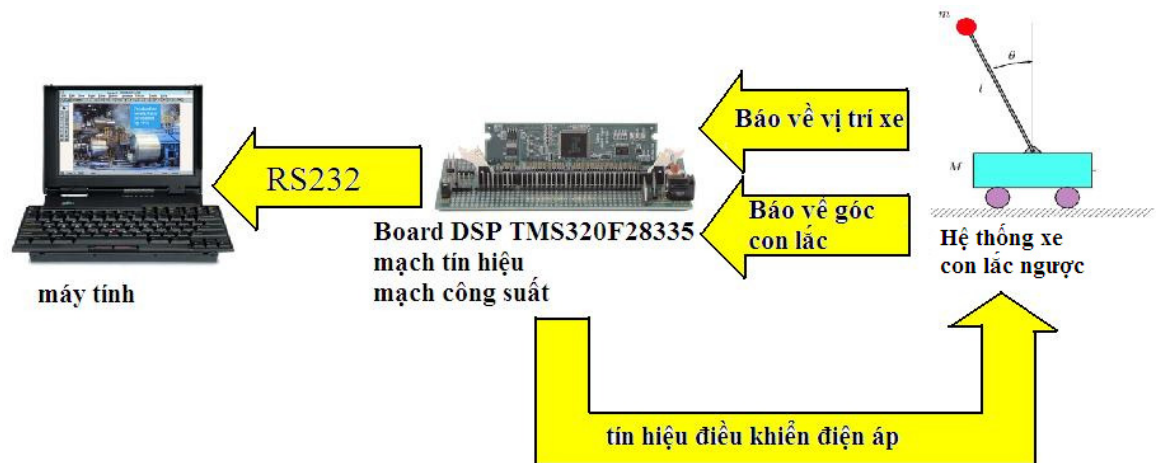 m
θ
l
M
Báo về vị trí xe
RS232
Báo về góc
con lắc
Board DSP TMS320F28335
mạch tín hiệu
mạch công suất
Hệ thống xe
con lắc ngược
máy tính
tín hiệu điều khiển điện áp